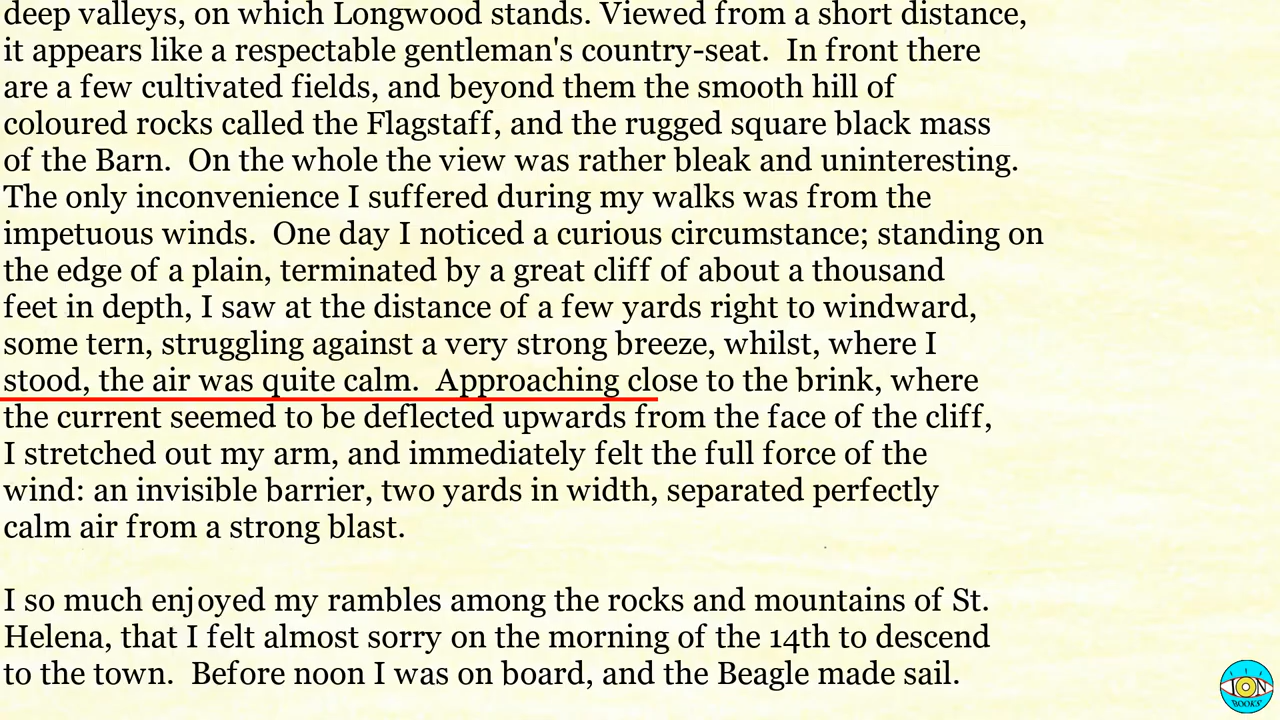 deep valleys, on which Longwood stands. Viewed from a short distance,
it appears like a respectable gentleman's country-seat.  In front there
are a few cultivated fields, and beyond them the smooth hill of
coloured rocks called the Flagstaff, and the rugged square black mass
of the Barn.  On the whole the view was rather bleak and uninteresting.
The only inconvenience I suffered during my walks was from the
impetuous winds.  One day I noticed a curious circumstance; standing on
the edge of a plain, terminated by a great cliff of about a thousand
feet in depth, I saw at the distance of a few yards right to windward,
some tern, struggling against a very strong breeze, whilst, where I
stood, the air was quite calm.  Approaching close to the brink, where
the current seemed to be deflected upwards from the face of the cliff,
I stretched out my arm, and immediately felt the full force of the
wind: an invisible barrier, two yards in width, separated perfectly
calm air from a strong blast.
I so much enjoyed my rambles among the rocks and mountains of St.
Helena, that I felt almost sorry on the morning of the 14th to descend
to the town.  Before noon I was on board, and the Beagle made sail.
ION
BOOKS